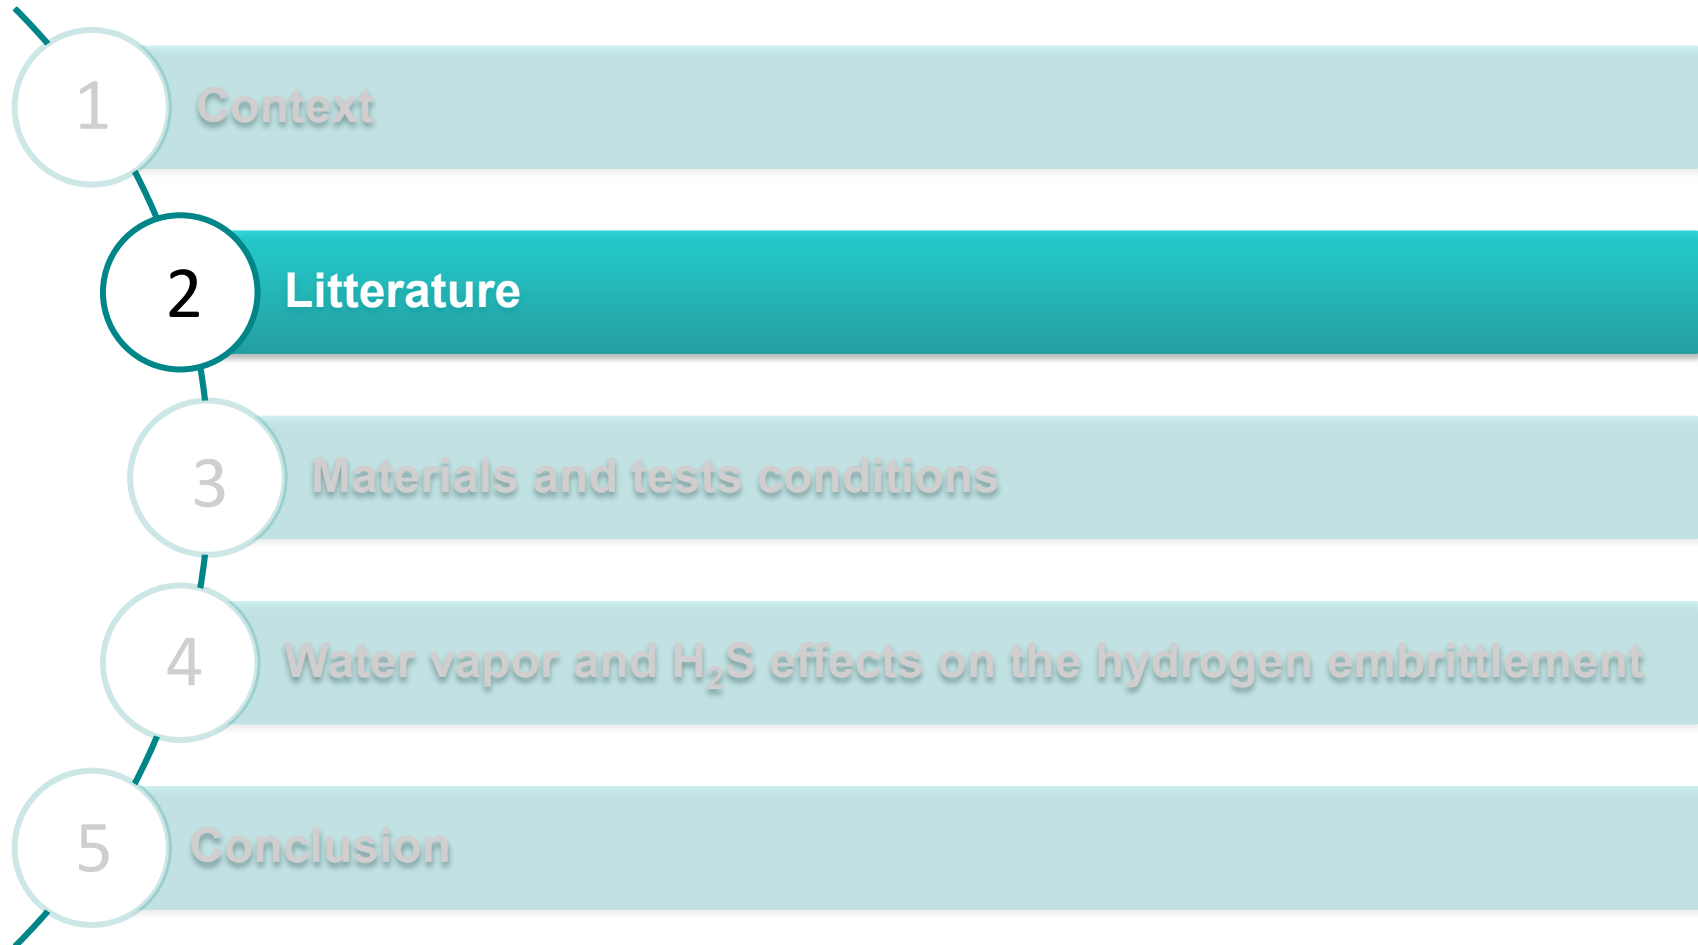 1 Context
2 Litterature
3 Materials and tests conditions
4 Water vapor and H₂S effects on the hydrogen embrittlement
5 Conclusion